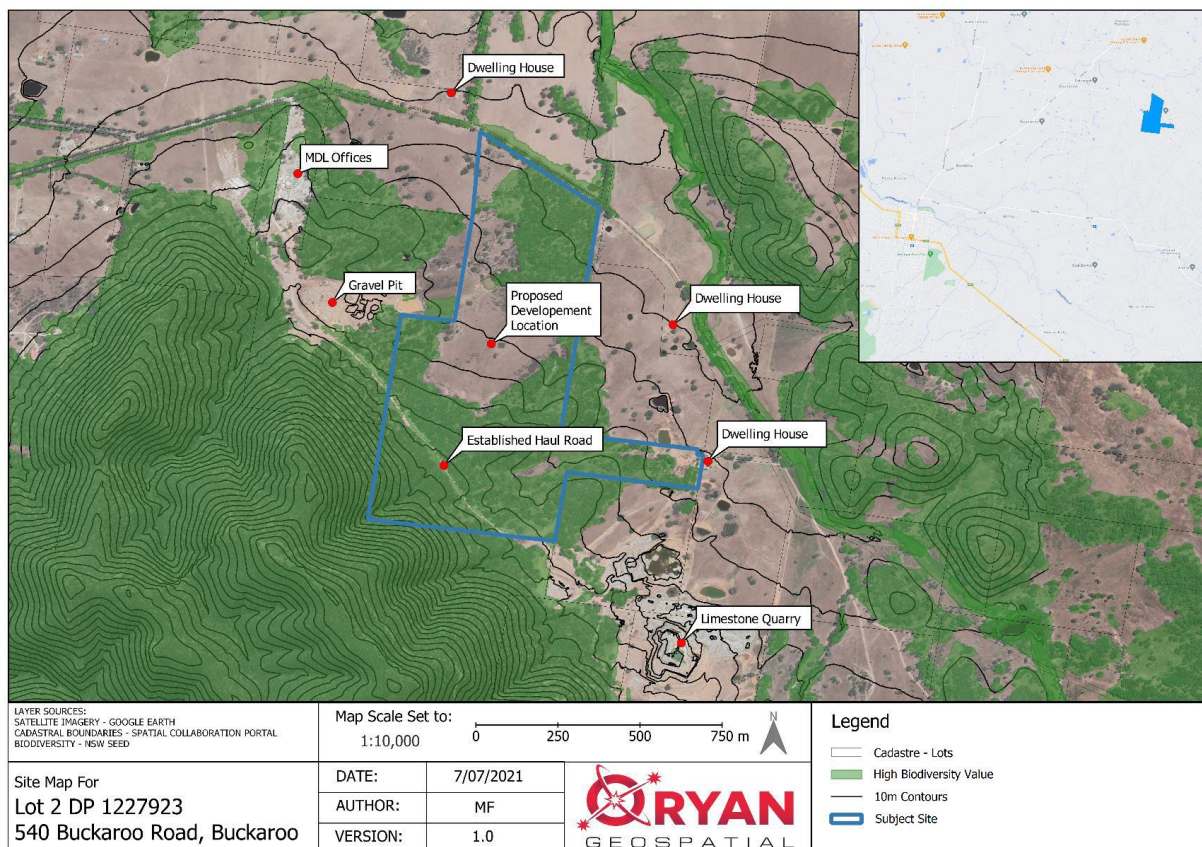 Dwelling House
MDL Offices
Gravel Pit
Proposed
Developement
Location
Dwelling House
Established Haul Road
Dwelling House
Limestone Quarry
LAYER SOURCES:
SATELLITE IMAGERY - GOOGLE EARTH
CADASTRAL BOUNDARIES - SPATIAL COLLABORATION PORTAL
BIODIVERSITY - NSW SEED
Map Scale Set to:
1:10,000
0 250 500 750 m
N
Site Map For
Lot 2 DP 1227923
540 Buckaroo Road, Buckaroo
DATE: 7/07/2021
AUTHOR: MF
VERSION: 1.0
ORYAN
GEOSPATIAL
Legend
Cadastre - Lots
High Biodiversity Value
10m Contours
Subject Site